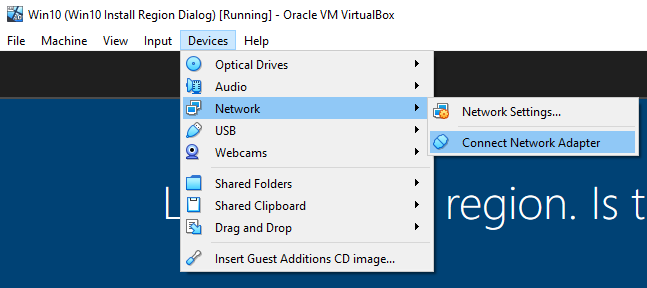 Win10 (Win10 Install Region Dialog) [Running] - Oracle VM VirtualBox
File Machine View Input Devices Help
Optical Drives
Audio
Network
Network Settings...
USB
Connect Network Adapter
Webcams
Shared Folders
Shared Clipboard
region. Is t
Drag and Drop
Insert Guest Additions CD image...